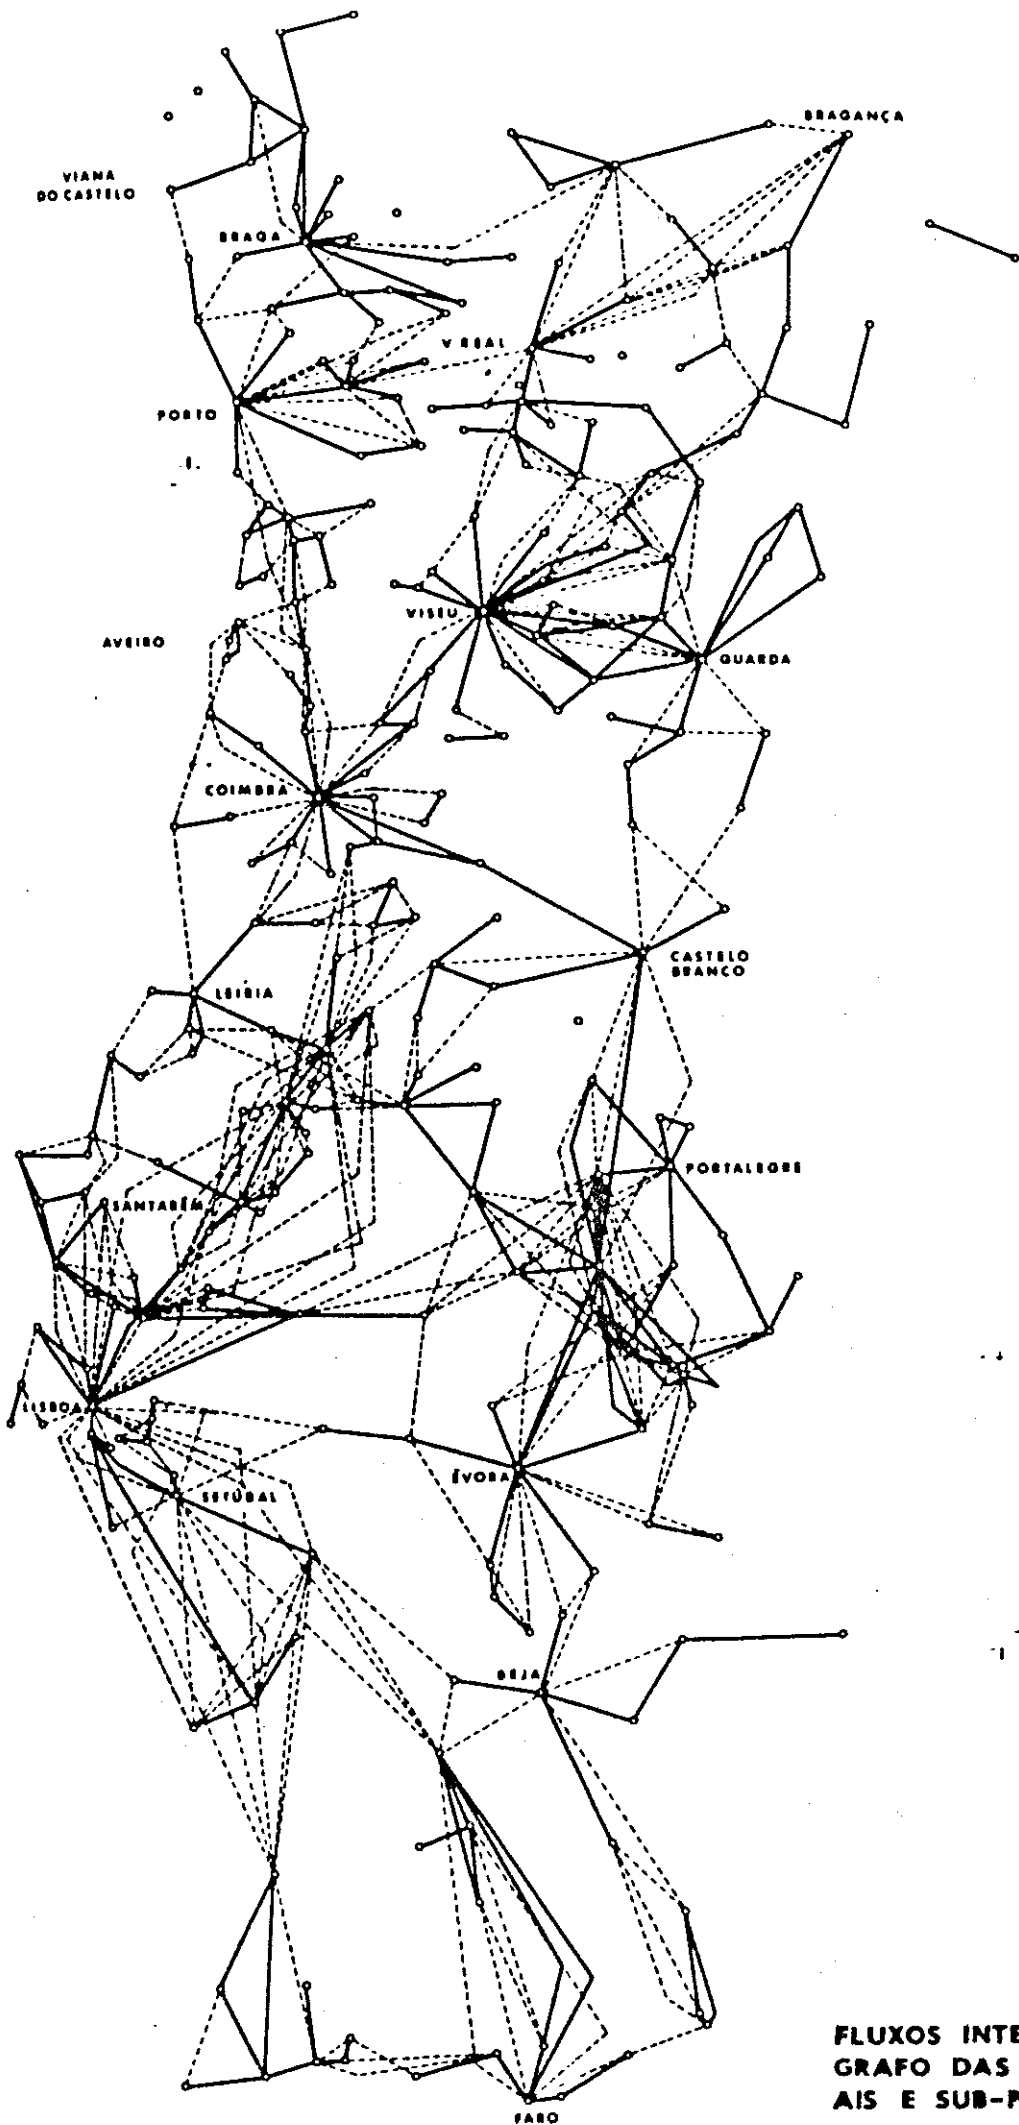 BRAGANÇA
VIANA
DO CASTELO
BRAGA
V REAL
PORTO
VISEU
AVEIRO
GUARDA
COIMBRA
CASTELO
BRANCO
LEIRIA
PORTALEGRE
SANTARÉM
LISBOA
ÉVORA
SETÚBAL
BEJA
FLUXOS INTE
GRAFO DAS
AIS E SUB-P
FARO